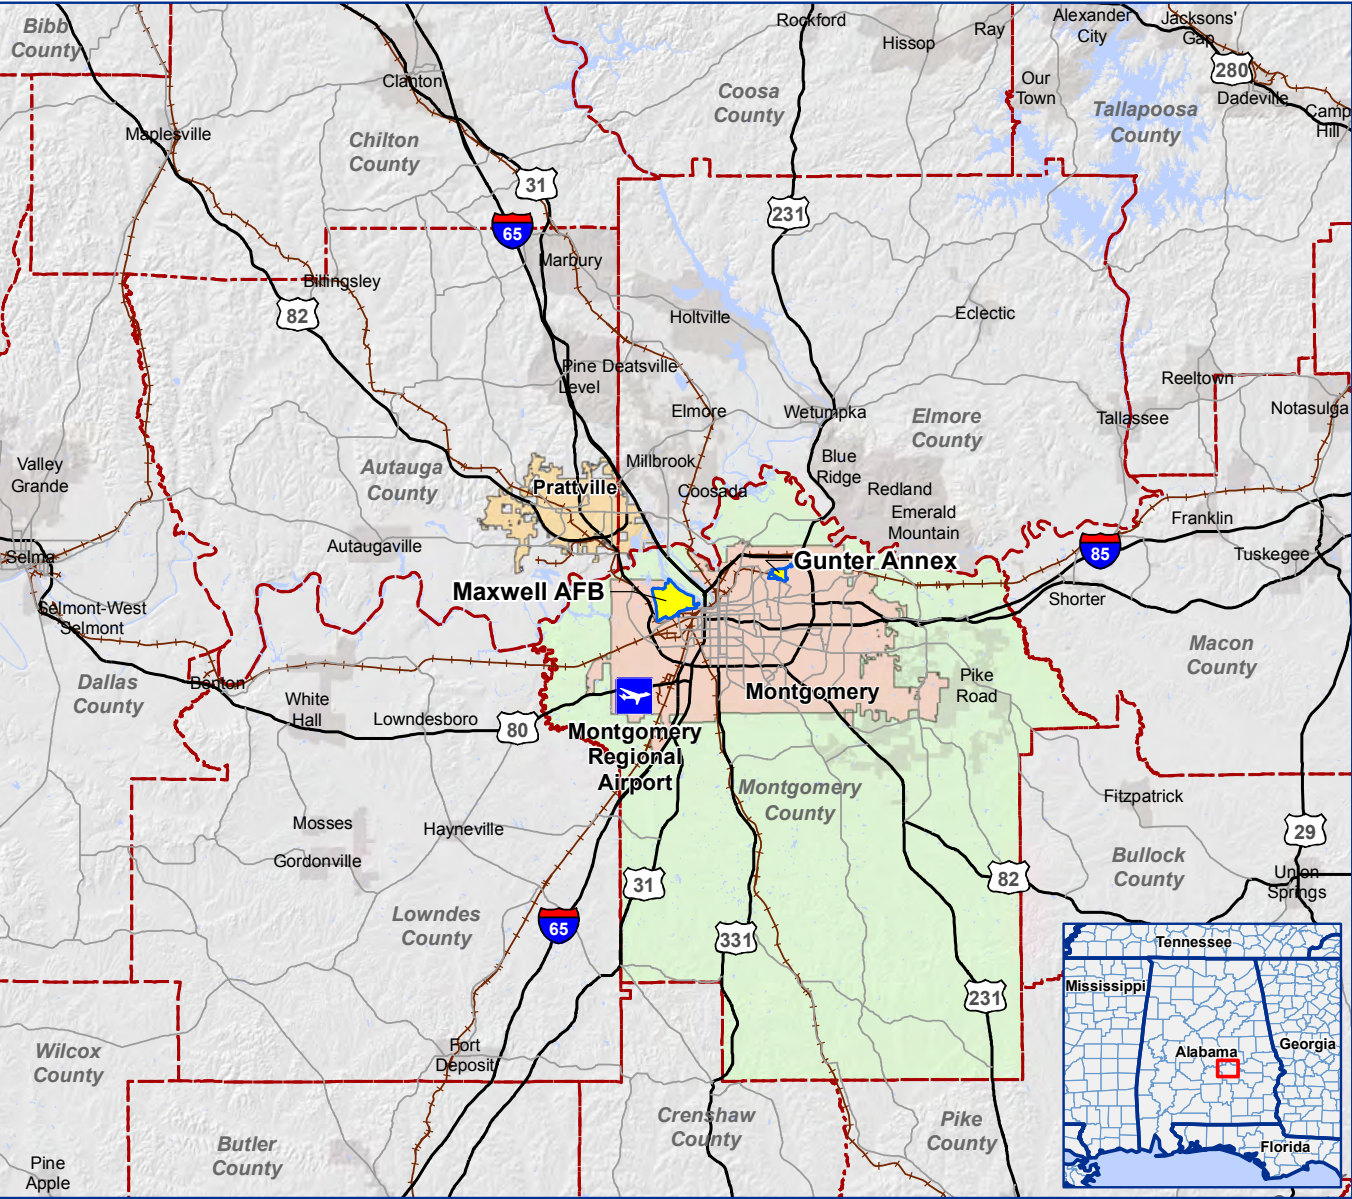 Bibb
County
Rockford
Hissop
Ray
Alexander
City
Jacksons'
Gap
280
Clanton
Coosa
County
Our
Town
Tallapoosa
County
Dadeville
Camp
Hill
Maplesville
Chilton
County
31
65
231
Marbury
Billingsley
82
Holtville
Eclectic
Pine
Level
Deatsville
Reeltown
Notasulga
Elmore
Wetumpka
Elmore
County
Tallassee
Valley
Grande
Autauga
County
Prattville
Millbrook
Blue
Ridge
Coosada
Redland
Emerald
Mountain
Franklin
Selma
Autaugaville
Gunter Annex
85
Tuskegee
Maxwell AFB
Shorter
Selmont-West
Selmont
Macon
County
Dallas
County
Benton
White
Hall
Lowndesboro
80
Montgomery
Pike
Road
Montgomery
Regional
Airport
Montgomery
County
Fitzpatrick
Mosses
Hayneville
Gordonville
29
31
82
Bullock
County
Union
Springs
Lowndes
County
65
331
231
Tennessee
Mississippi
Alabama
Georgia
Florida
Wilcox
County
Fort
Deposit
Crenshaw
County
Pike
County
Butler
County
Pine
Apple